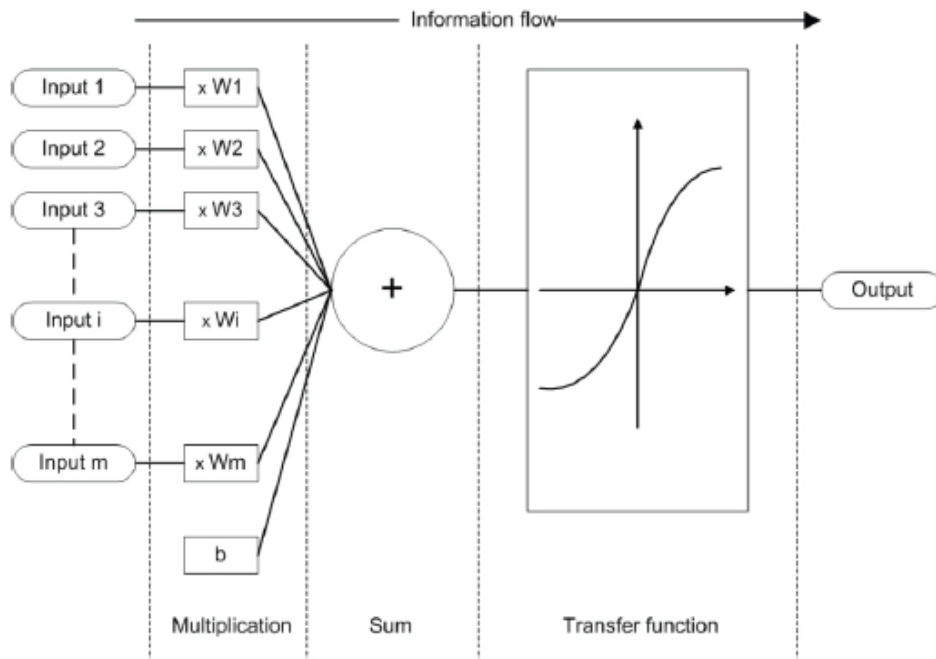 Information flow
Input 1
x W1
Input 2
x W2
Input 3
x W3
+
Output
Input i
x Wi
Input m
x Wm
b
Multiplication
Sum
Transfer function